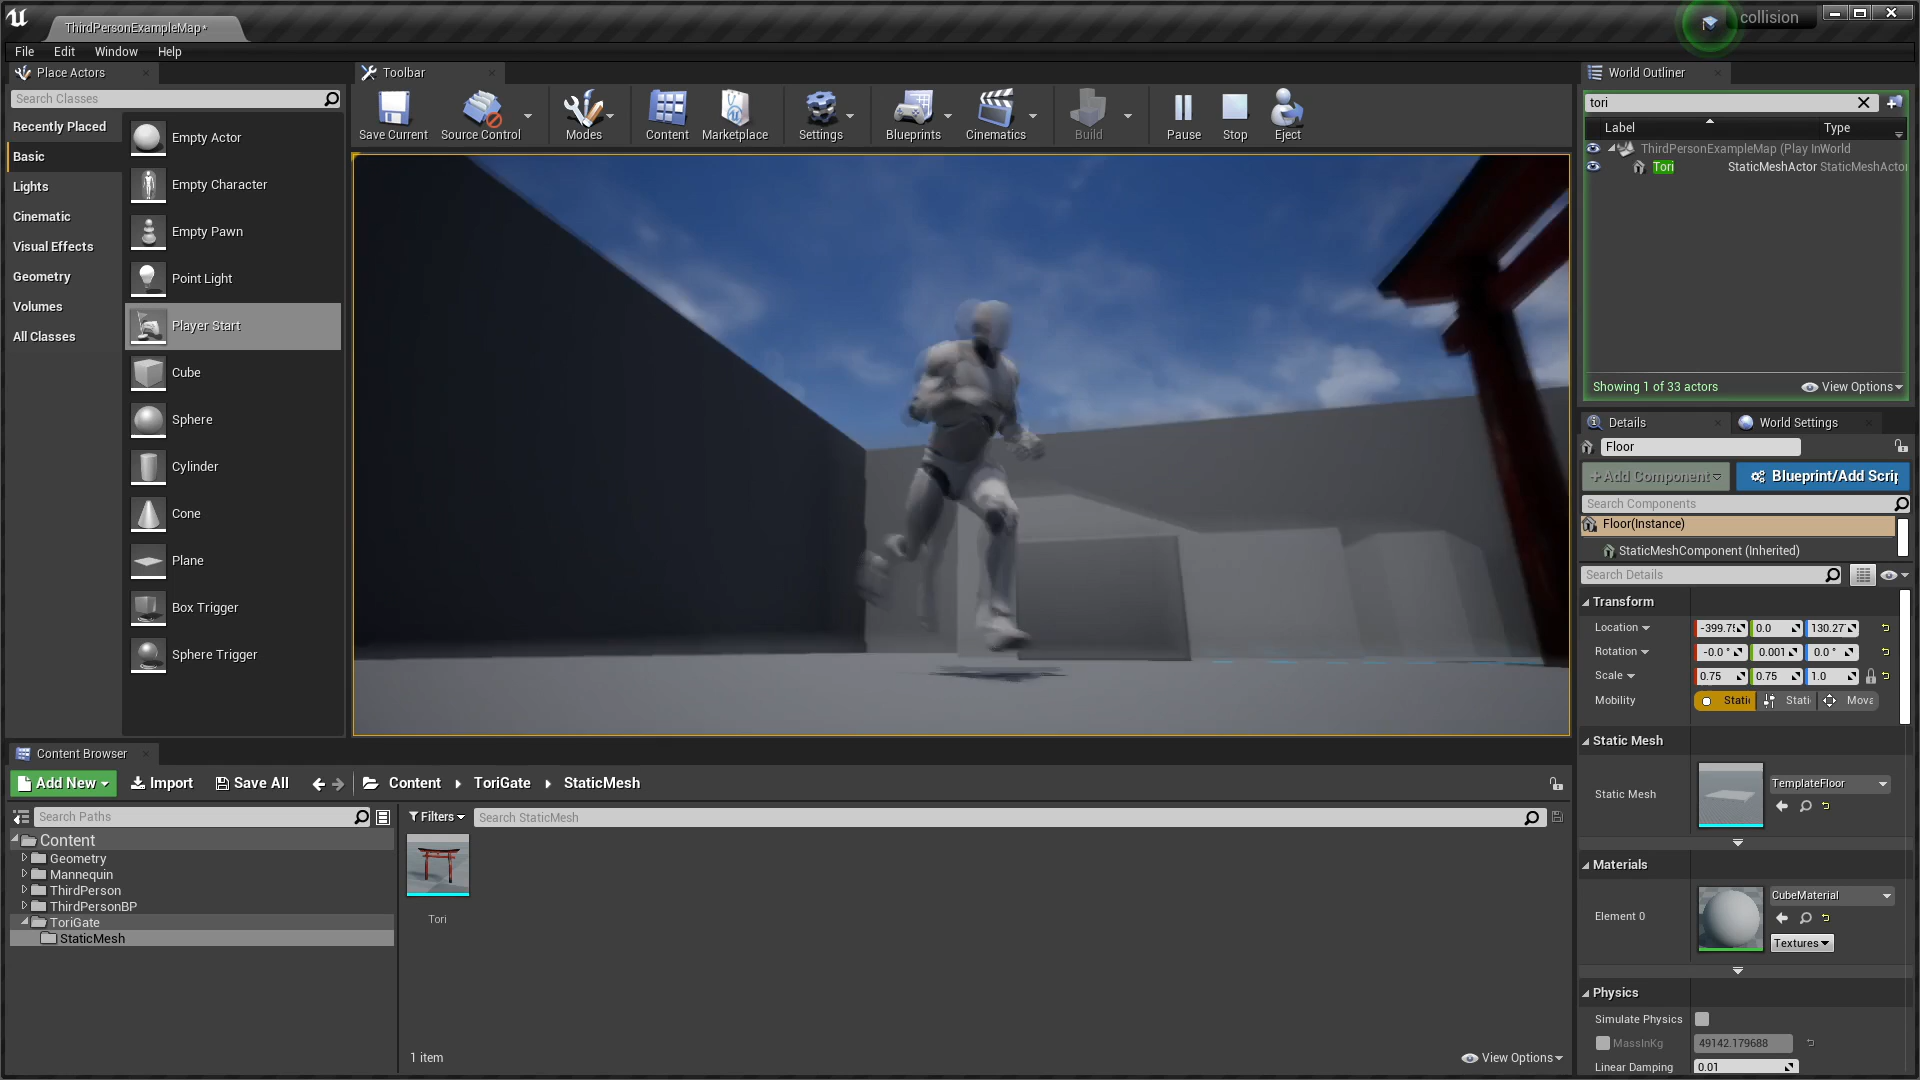 ThirdPersonExampleMap*
collision
File Edit Window Help
Place Actors
Toolbar
World Outliner
Search Classes
Recently Placed
Basic
Lights
Cinematic
Visual Effects
Geometry
Volumes
All Classes
Empty Actor
Empty Character
Empty Pawn
Point Light
Player Start
Cube
Sphere
Cylinder
Cone
Plane
Box Trigger
Sphere Trigger
Save Current
Source Control
Modes
Content
Marketplace
Settings
Blueprints
Cinematics
Build
Pause
Stop
Eject
tori
Label Type
ThirdPersonExampleMap (Play In World
Tori StaticMeshActor StaticMeshActor
Showing 1 of 33 actors View Options
Details World Settings
Floor
+Add Component Blueprint/Add Scrip
Search Components
Floor(Instance)
StaticMeshComponent (Inherited)
Search Details
Transform
Location -399.75 0.0 130.27
Rotation -0.0 ° 0.001 0.0 °
Scale 0.75 0.75 1.0
Mobility Static Stati Mova
Static Mesh
Static Mesh TemplateFloor
Materials
Element 0 CubeMaterial
Textures
Physics
Simulate Physics
MassInKg 49142.179688
Linear Damping 0.01
Content Browser
Add New Import Save All Content ToriGate StaticMesh
Search Paths
Filters Search StaticMesh
Content
Geometry
Mannequin
ThirdPerson
ThirdPersonBP
ToriGate
StaticMesh
Tori
1 item View Options